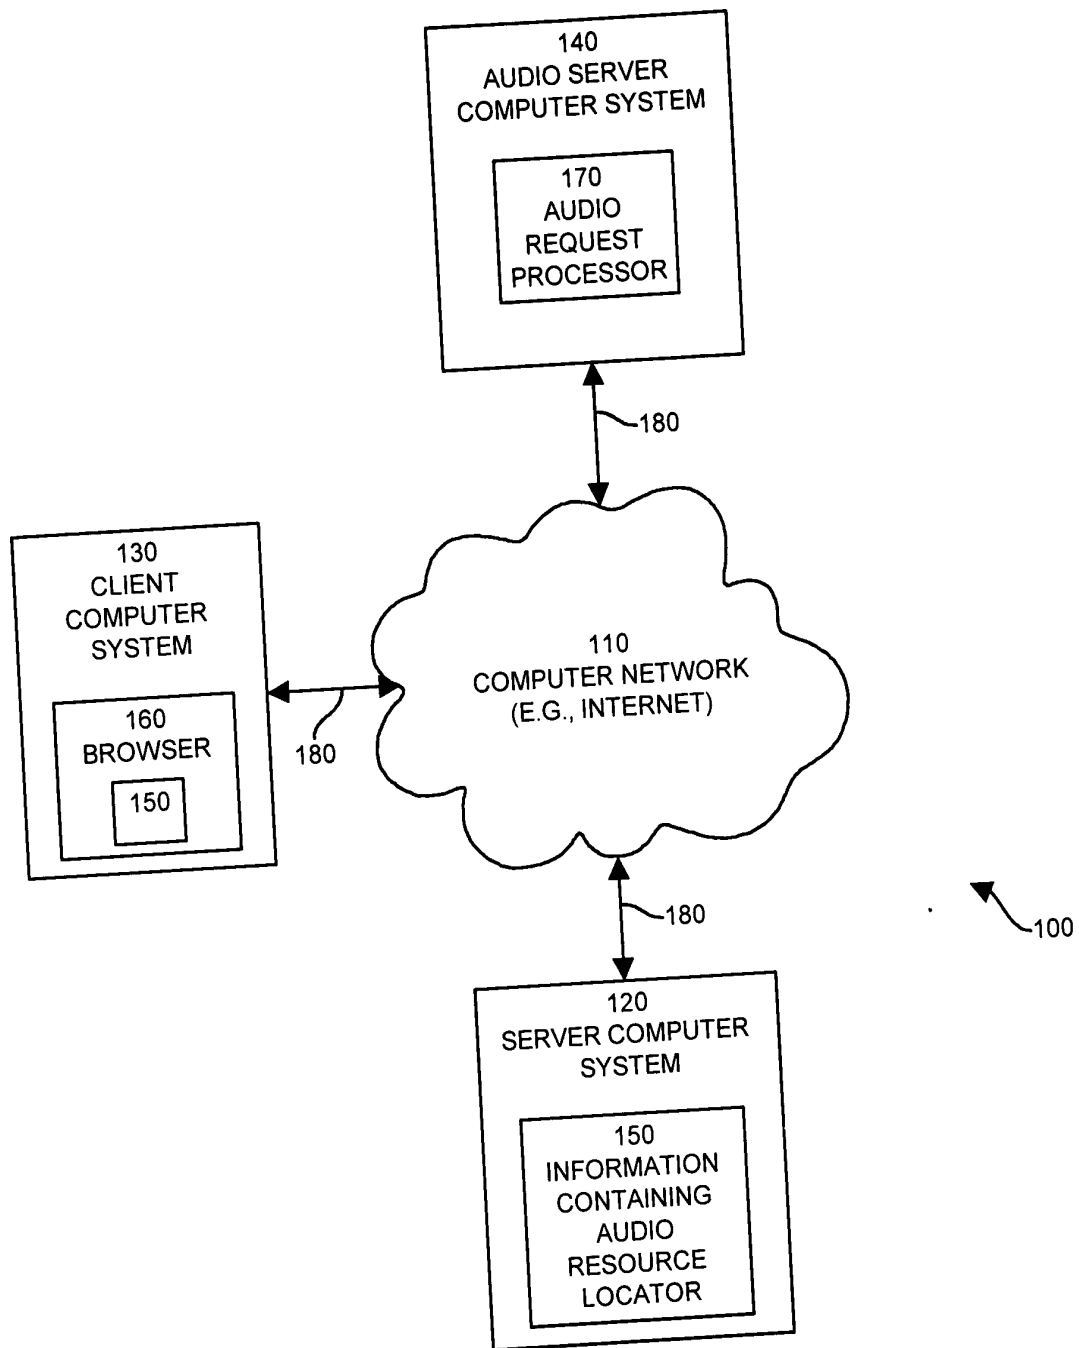 140
AUDIO SERVER
COMPUTER SYSTEM
170
AUDIO
REQUEST
PROCESSOR
180
130
CLIENT
COMPUTER
SYSTEM
160
BROWSER
150
180
110
COMPUTER NETWORK
(E.G., INTERNET)
180
100
120
SERVER COMPUTER
SYSTEM
150
INFORMATION
CONTAINING
AUDIO
RESOURCE
LOCATOR